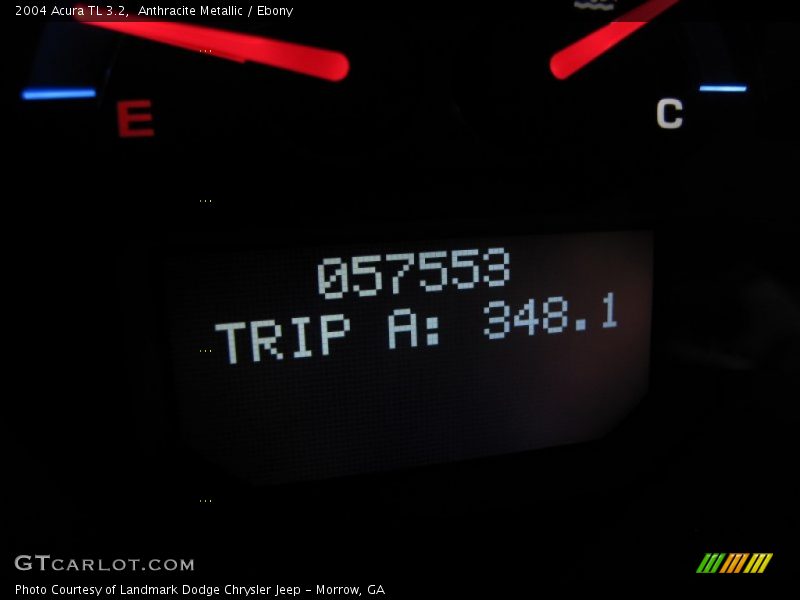 2004 Acura TL 3.2,  Anthracite Metallic / Ebony
...
E
C
...
057553
TRIP A: 348.1
...
...
GTCARLOT.COM
Photo Courtesy of Landmark Dodge Chrysler Jeep - Morrow, GA